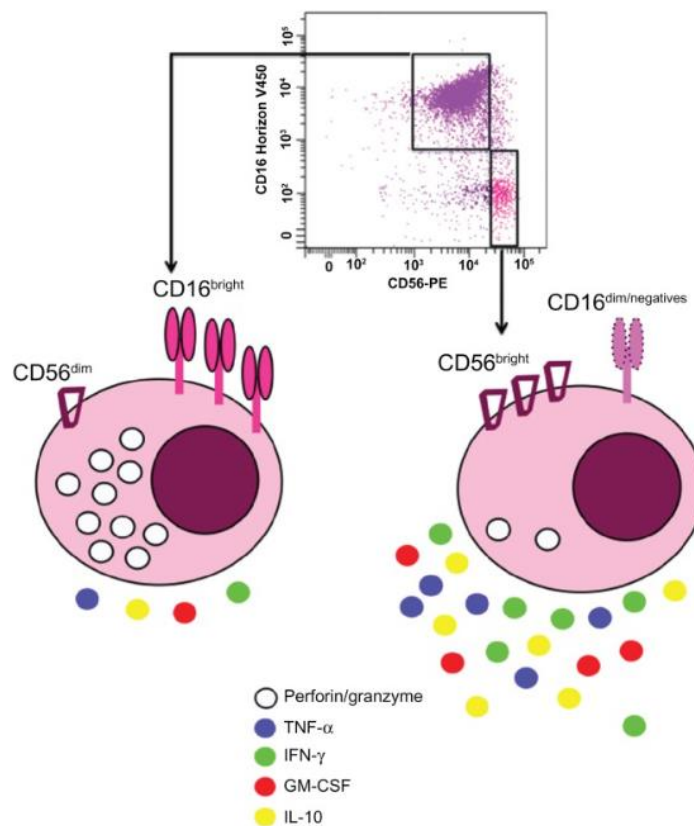 10⁵
10⁴
10³
10²
0
CD16 Horizon V450
0 10² 10³ 10⁴ 10⁵
CD56-PE
CD16bright
CD56dim
CD16dim/negatives
CD56bright
Perforin/granzyme
TNF-α
IFN-γ
GM-CSF
IL-10